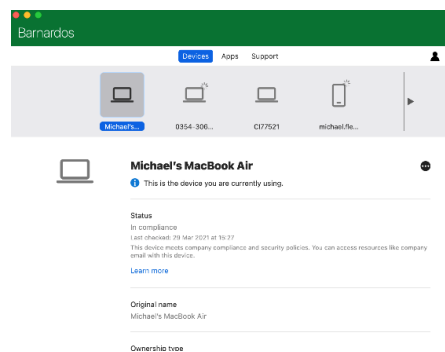 Barnardos
Devices Apps Support
Michael's... 0354-306... CI77521 michael.fle...
Michael's MacBook Air
This is the device you are currently using.
Status
In compliance
Last checked: 29 Mar 2021 at 15:27
This device meets company compliance and security policies. You can access resources like company
email with this device.
Learn more
Original name
Michael's MacBook Air
Ownership type